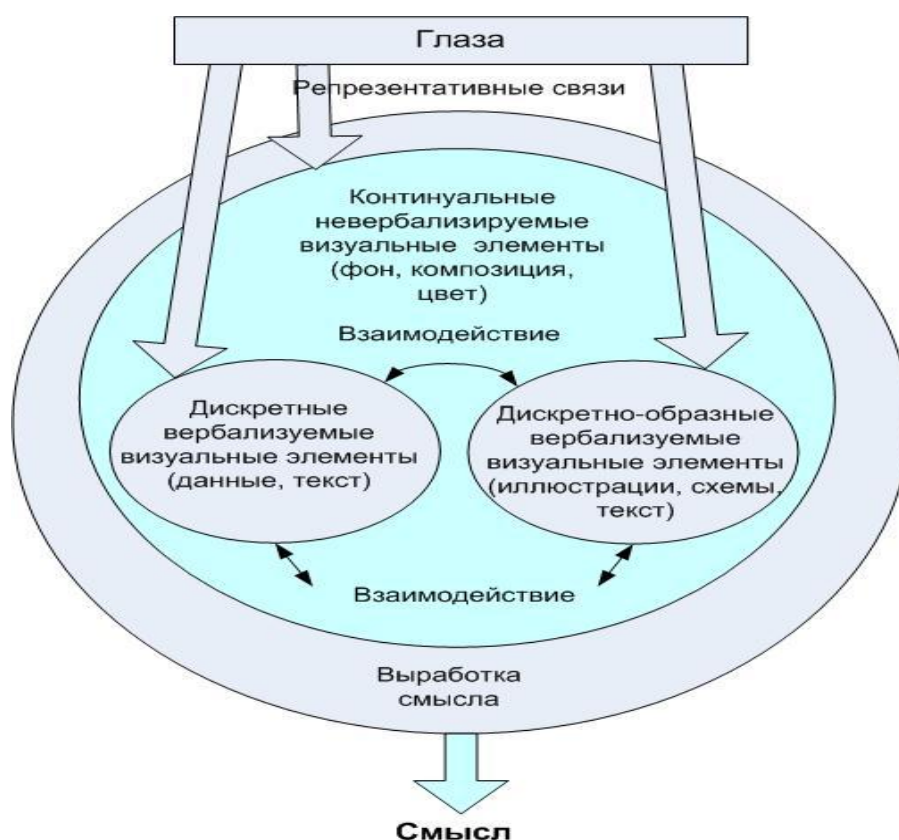 Глаза
Репрезентативные связи
Континуальные
невербализируемые
визуальные элементы
(фон, композиция,
цвет)
Взаимодействие
Дискретные
вербализуемые
визуальные элементы
(данные, текст)
Дискретно-образные
вербализуемые
визуальные элементы
(иллюстрации, схемы,
текст)
Взаимодействие
Выработка
смысла
Смысл